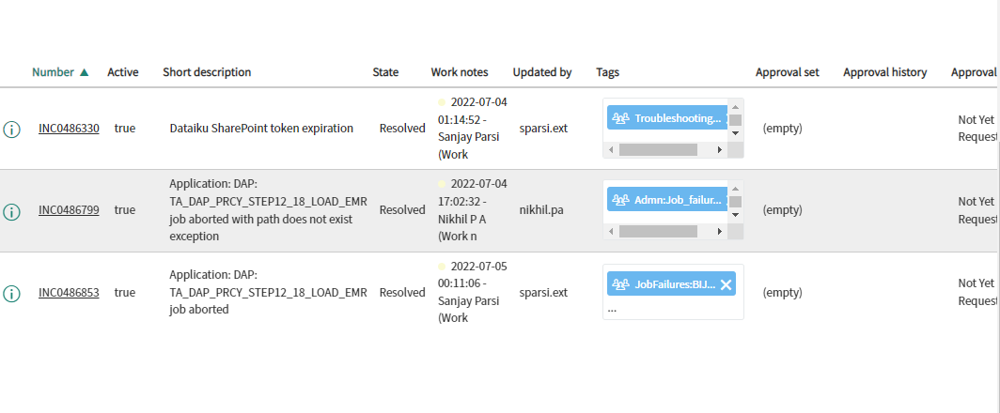 Number ▲ Active Short description State Work notes Updated by Tags Approval set Approval history Approval
INC0486330 true Dataiku SharePoint token expiration Resolved 2022-07-04 01:14:52 - Sanjay Parsi (Work sparsi.ext Troubleshooting... (empty) Not Yet Request
INC0486799 true Application: DAP: TA_DAP_PRCY_STEP12_18_LOAD_EMR job aborted with path does not exist exception Resolved 2022-07-04 17:02:32 - Nikhil P A (Work n nikhil.pa Admn:Job_failur... (empty) Not Yet Request
INC0486853 true Application: DAP: TA_DAP_PRCY_STEP12_18_LOAD_EMR job aborted Resolved 2022-07-05 00:11:06 - Sanjay Parsi (Work sparsi.ext JobFailures:BIJ... ... (empty) Not Yet Request